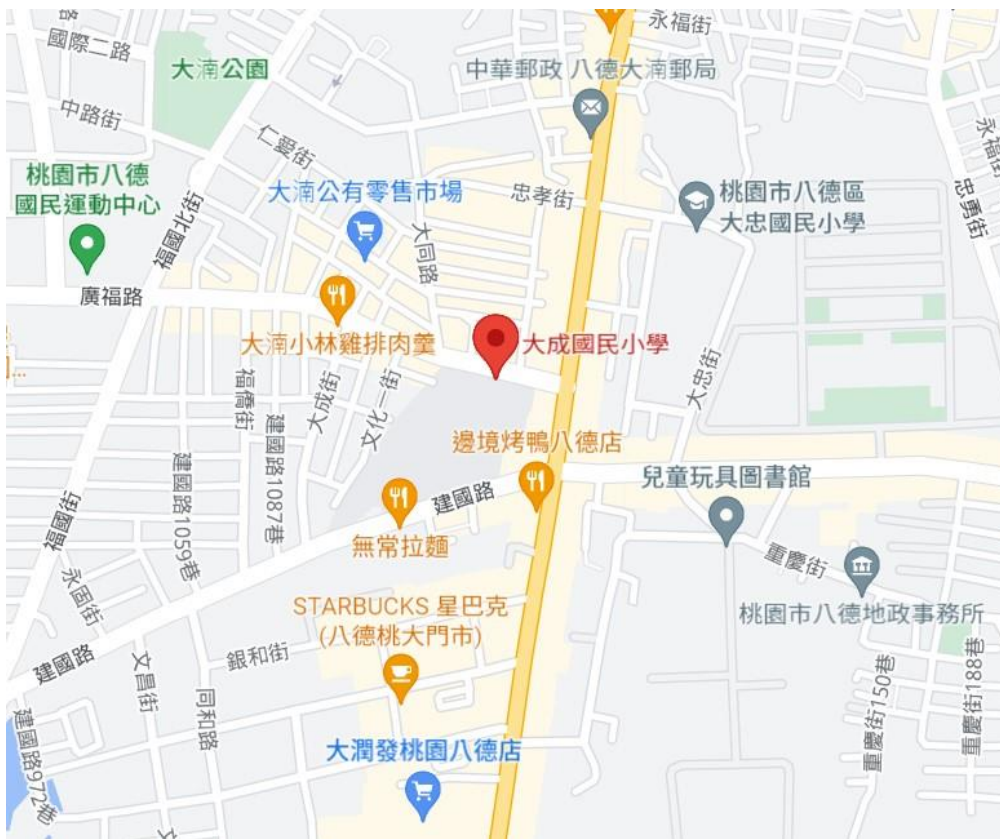 國際二路
永福街
大湳公園
中華郵政 八德大湳郵局
中路街
仁愛街
永福街
桃園市八德
國民運動中心
大湳公有零售市場
忠孝街
桃園市八德區
大忠國民小學
忠勇街
福國北街
大同路
廣福路
大湳小林雞排肉羹
大成國民小學
大忠街
福僑街
大成街
文化一街
建國路1087巷
邊境烤鴨八德店
建國路1059巷
建國路
兒童玩具圖書館
無常拉麵
福國街
永固街
重慶街
STARBUCKS 星巴克
(八德桃大門市)
桃園市八德地政事務所
銀和街
建國路
文昌街
同和路
重慶街150巷
重慶街188巷
建國路972巷
大潤發桃園八德店